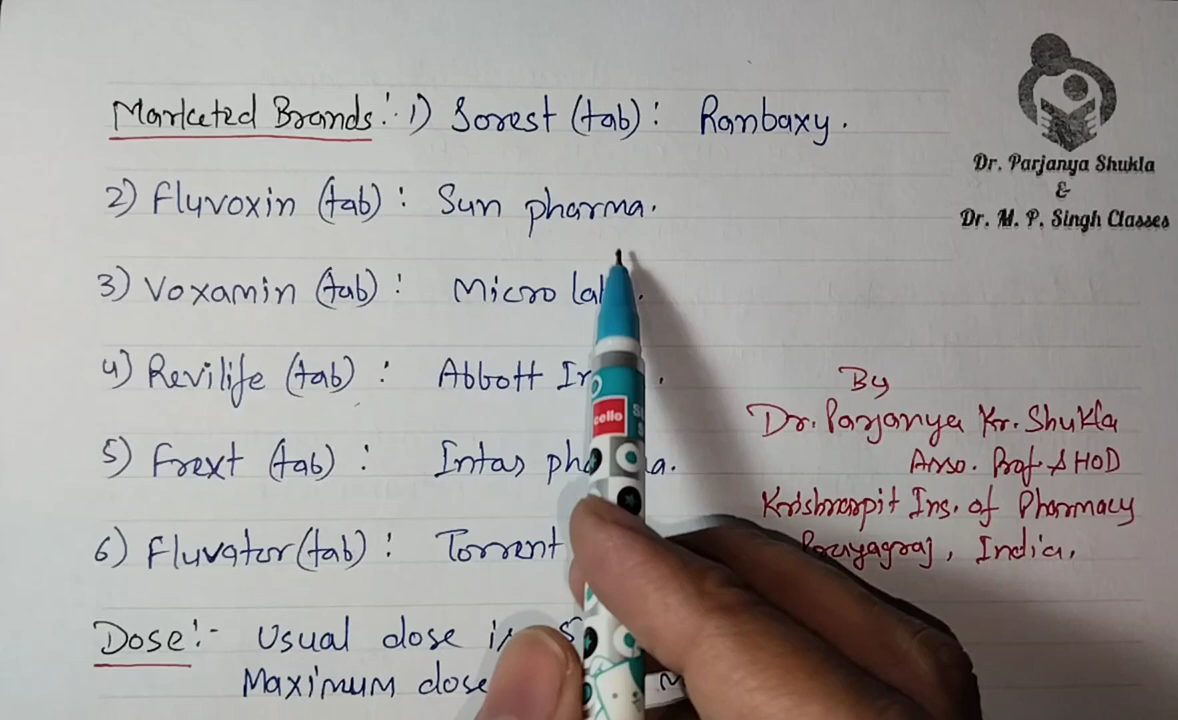 Marketed Brands:- 1) Sorest (tab) : Ranbaxy.
2) Fluvoxin (tab) : Sun pharma.
3) Voxamin (tab) : Micro
4) Revilife (tab) : Abbott
5) Frext (tab) : Intas
6) Fluvator (tab) : Torrent
Dose:- Usual dose is
Maximum dose
Dr. Parjanya Shukla
&
Dr. M. P. Singh Classes
By
Dr. Parjanya Kr. Shukla
Asso. Prof & HOD
Krishnarpit Ins. of Pharmacy
Prayagraj, India.
cello